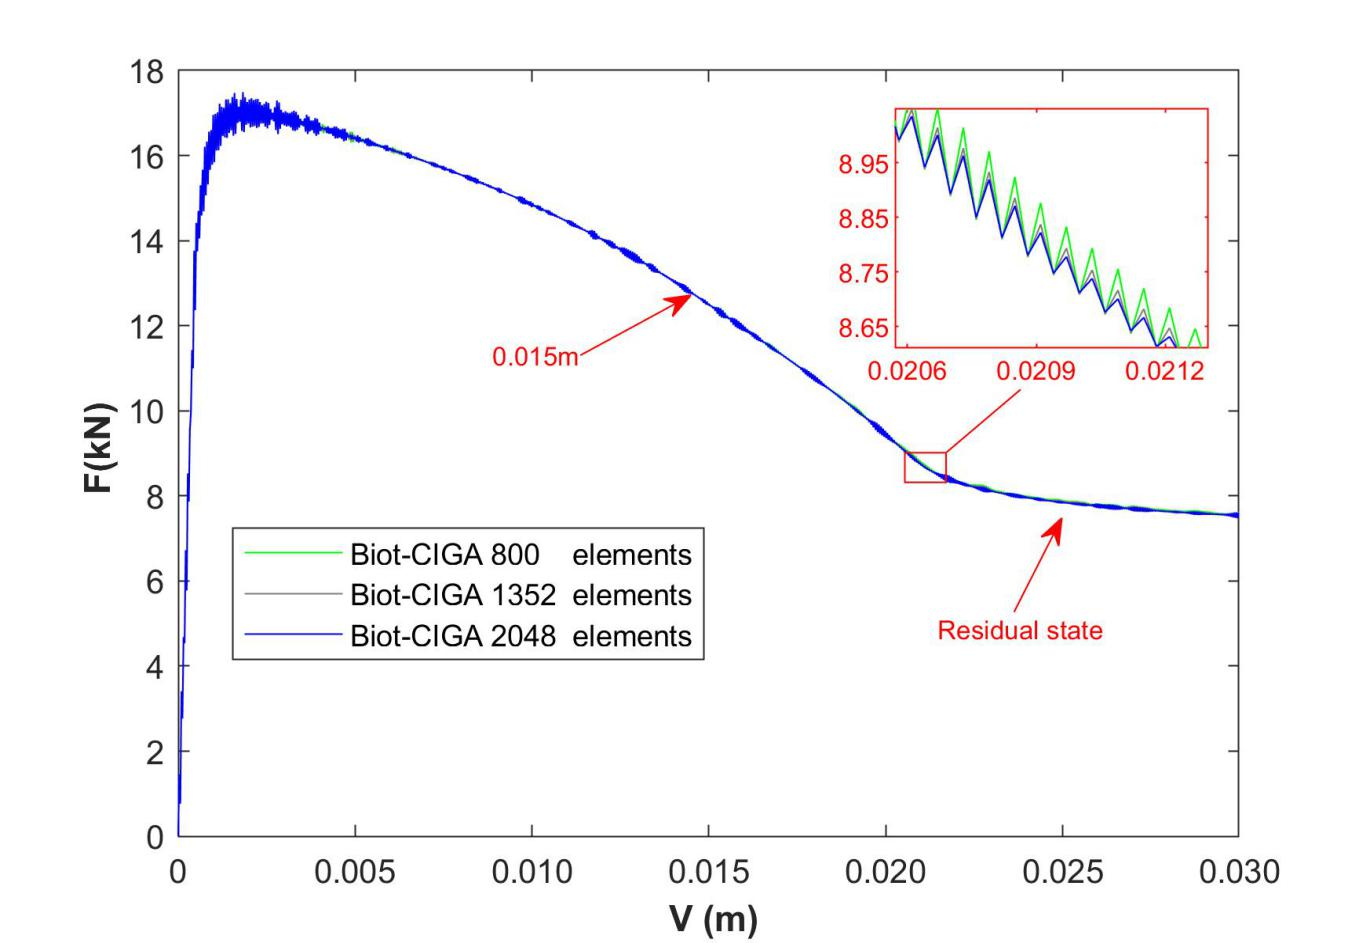 18
16
14
12
10
8
6
4
2
0
F(kN)
8.95
8.85
8.75
8.65
0.0206 0.0209 0.0212
0.015m
Biot-CIGA 800 elements
Biot-CIGA 1352 elements
Biot-CIGA 2048 elements
Residual state
0 0.005 0.010 0.015 0.020 0.025 0.030
V (m)